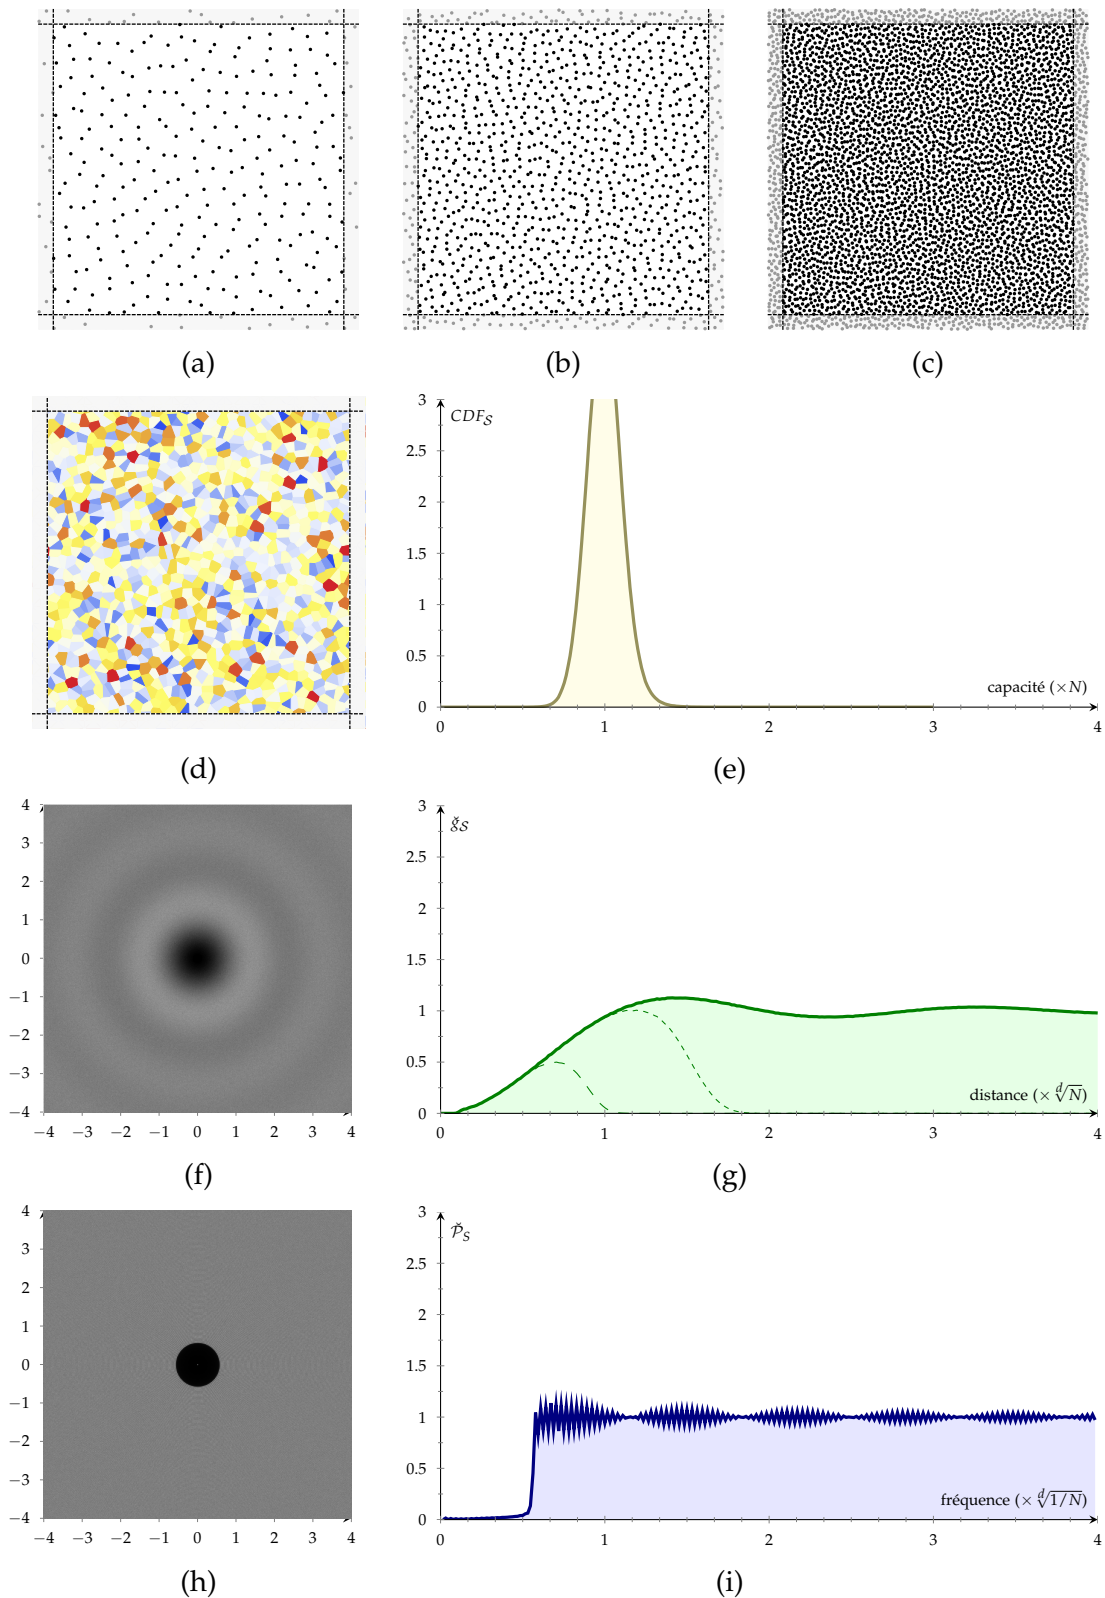 (a) (b) (c)
3
CDF_S
2.5
2
1.5
1
0.5
capacité (×N)
0
0 1 2 3 4
(d) (e)
4
3
2
1
0
−1
−2
−3
−4
−4 −3 −2 −1 0 1 2 3 4
3
ǧ_S
2.5
2
1.5
1
0.5
distance (× ᵈ√N)
0
0 1 2 3 4
(f) (g)
4
3
2
1
0
−1
−2
−3
−4
−4 −3 −2 −1 0 1 2 3 4
3
P̌_S
2.5
2
1.5
1
0.5
fréquence (× ᵈ√1/N)
0
0 1 2 3 4
(h) (i)